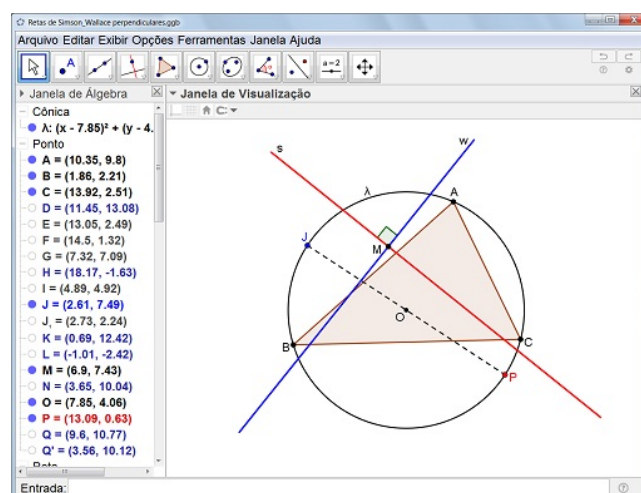 Retas de Simson_Wallace perpendiculares.ggb
Arquivo Editar Exibir Opções Ferramentas Janela Ajuda
A
a=2
Janela de Álgebra
Cônica
λ: (x - 7.85)² + (y - 4.
Ponto
A = (10.35, 9.8)
B = (1.86, 2.21)
C = (13.92, 2.51)
D = (11.45, 13.08)
E = (13.05, 2.49)
F = (14.5, 1.32)
G = (7.32, 7.09)
H = (18.17, -1.63)
I = (4.89, 4.92)
J = (2.61, 7.49)
J₁ = (2.73, 2.24)
K = (0.69, 12.42)
L = (-1.01, -2.42)
M = (6.9, 7.43)
N = (3.65, 10.04)
O = (7.85, 4.06)
P = (13.09, 0.63)
Q = (9.6, 10.77)
Q' = (3.56, 10.12)
Reta
Janela de Visualização
s
w
λ
A
J
M
O
B
C
P
Entrada: